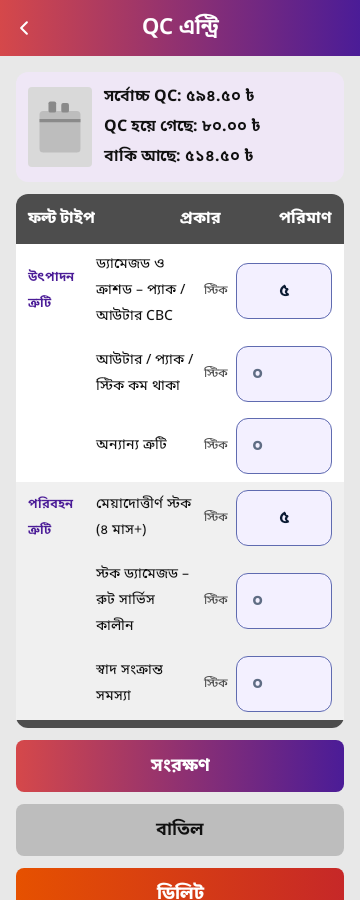 QC এন্ট্রি
সর্বোচ্চ QC: ৫৯৪.৫০ ৳
QC হয়ে গেছে: ৮০.০০ ৳
বাকি আছে: ৫১৪.৫০ ৳
ফল্ট টাইপ প্রকার পরিমাণ
উৎপাদন
ত্রুটি
ড্যামেজড ও
ক্রাশড – প্যাক /
আউটার CBC
স্টিক
৫
আউটার / প্যাক /
স্টিক কম থাকা
স্টিক
০
অন্যান্য ত্রুটি
স্টিক
০
পরিবহন
ত্রুটি
মেয়াদোত্তীর্ণ স্টক
(৪ মাস+)
স্টিক
৫
স্টক ড্যামেজড –
রুট সার্ভিস
কালীন
স্টিক
০
স্বাদ সংক্রান্ত
সমস্যা
স্টিক
০
সংরক্ষণ
বাতিল
ডিলিট